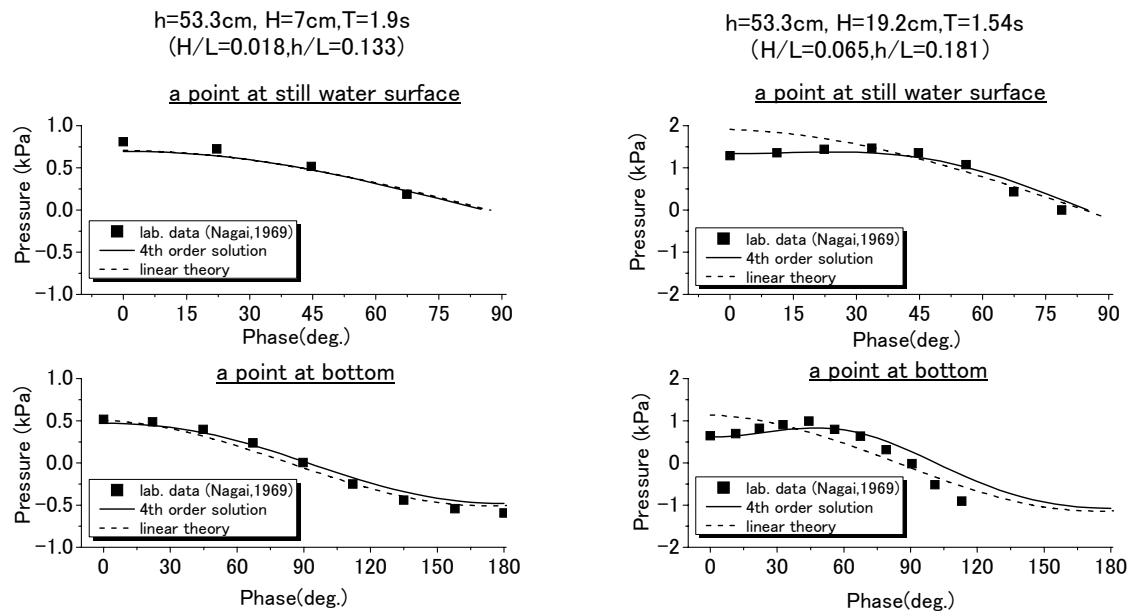 h=53.3cm, H=7cm,T=1.9s
(H/L=0.018,h/L=0.133)
a point at still water surface
Pressure (kPa)
1.0
0.5
0.0
−0.5
−1.0
lab. data (Nagai,1969)
4th order solution
linear theory
0 15 30 45 60 75 90
Phase(deg.)
a point at bottom
Pressure (kPa)
1.0
0.5
0.0
−0.5
−1.0
lab. data (Nagai,1969)
4th order solution
linear theory
0 30 60 90 120 150 180
Phase(deg.)
h=53.3cm, H=19.2cm,T=1.54s
(H/L=0.065,h/L=0.181)
a point at still water surface
Pressure (kPa)
2
1
0
−1
−2
lab. data (Nagai,1969)
4th order solution
linear theory
0 15 30 45 60 75 90
Phase(deg.)
a point at bottom
Pressure (kPa)
2
1
0
−1
−2
lab. data (Nagai,1969)
4th order solution
linear theory
0 30 60 90 120 150 180
Phase(deg.)